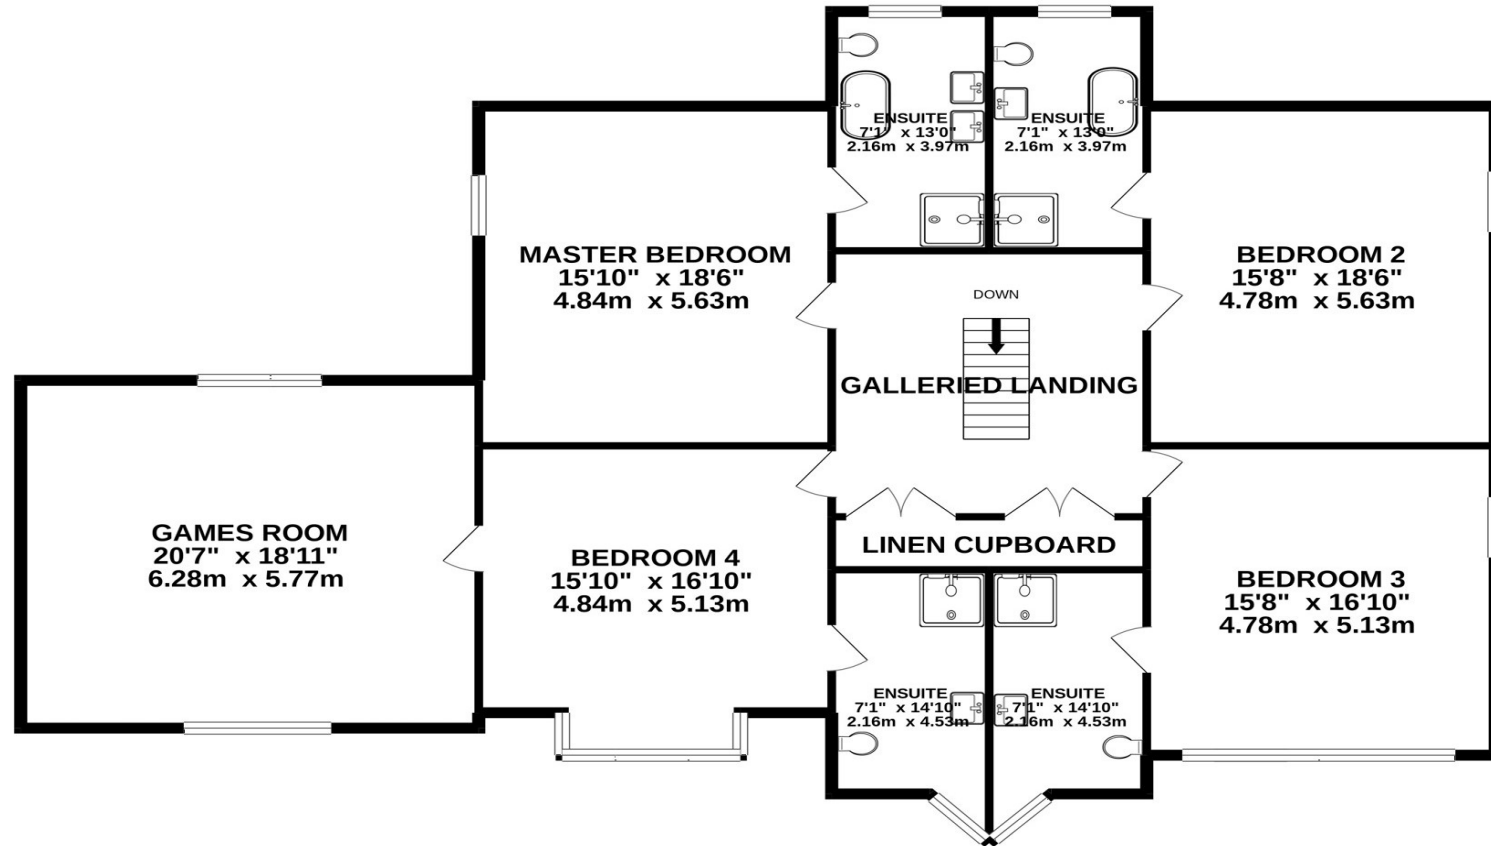 ENSUITE
7'1" x 13'0"
2.16m x 3.97m
ENSUITE
7'1" x 13'0"
2.16m x 3.97m
MASTER BEDROOM
15'10" x 18'6"
4.84m x 5.63m
DOWN
BEDROOM 2
15'8" x 18'6"
4.78m x 5.63m
GALLERIED LANDING
GAMES ROOM
20'7" x 18'11"
6.28m x 5.77m
BEDROOM 4
15'10" x 16'10"
4.84m x 5.13m
LINEN CUPBOARD
BEDROOM 3
15'8" x 16'10"
4.78m x 5.13m
ENSUITE
7'1" x 14'10"
2.16m x 4.53m
ENSUITE
7'1" x 14'10"
2.16m x 4.53m